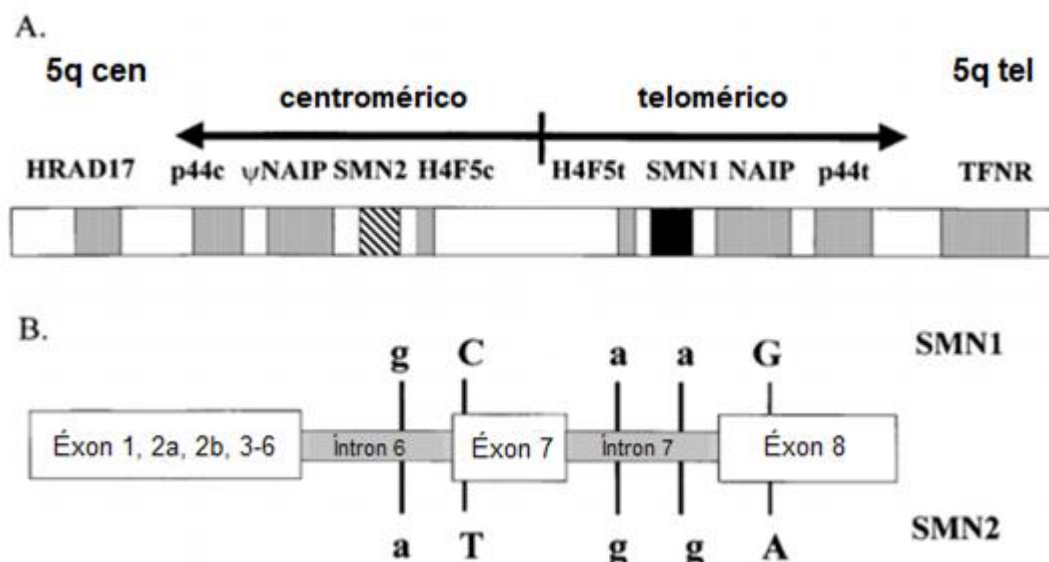 A.
5q cen 5q tel
centromérico telomérico
HRAD17 p44c ψNAIP SMN2 H4F5c H4F5t SMN1 NAIP p44t TFNR
B.
SMN1
g C a a G
Éxon 1, 2a, 2b, 3-6 Íntron 6 Éxon 7 Íntron 7 Éxon 8
a T g g A
SMN2